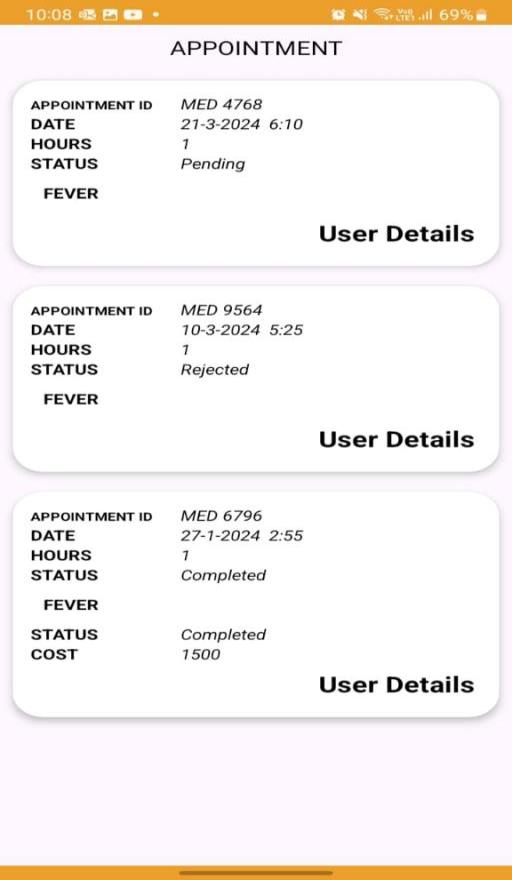 10:08 69%
APPOINTMENT
APPOINTMENT ID MED 4768
DATE 21-3-2024 6:10
HOURS 1
STATUS Pending
FEVER
User Details
APPOINTMENT ID MED 9564
DATE 10-3-2024 5:25
HOURS 1
STATUS Rejected
FEVER
User Details
APPOINTMENT ID MED 6796
DATE 27-1-2024 2:55
HOURS 1
STATUS Completed
FEVER
STATUS Completed
COST 1500
User Details